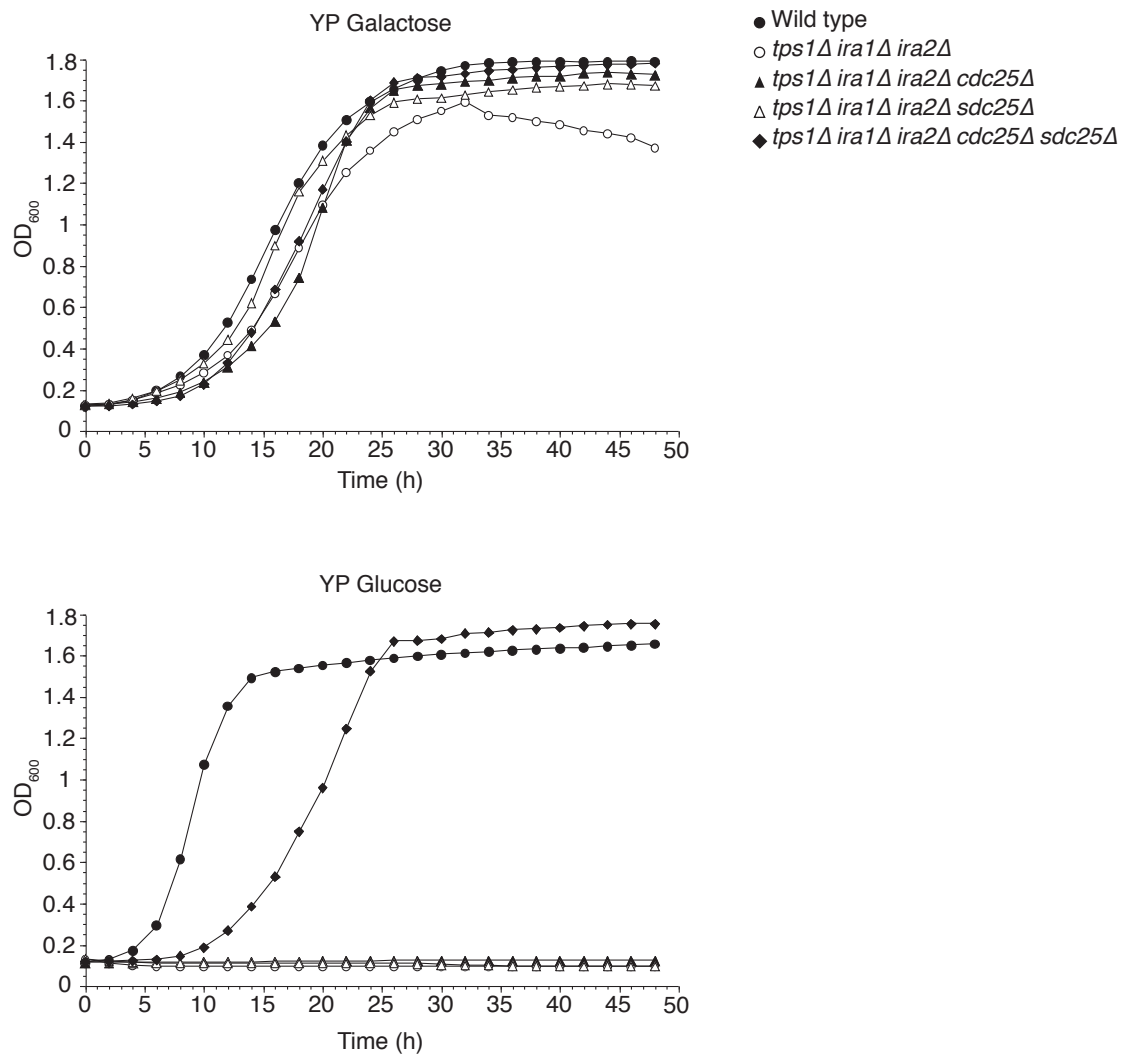 YP Galactose
Wild type
tps1Δ ira1Δ ira2Δ
tps1Δ ira1Δ ira2Δ cdc25Δ
tps1Δ ira1Δ ira2Δ sdc25Δ
tps1Δ ira1Δ ira2Δ cdc25Δ sdc25Δ
1.8
1.6
1.4
1.2
1
0.8
0.6
0.4
0.2
0
OD600
0 5 10 15 20 25 30 35 40 45 50
Time (h)
YP Glucose
1.8
1.6
1.4
1.2
1
0.8
0.6
0.4
0.2
0
OD600
0 5 10 15 20 25 30 35 40 45 50
Time (h)